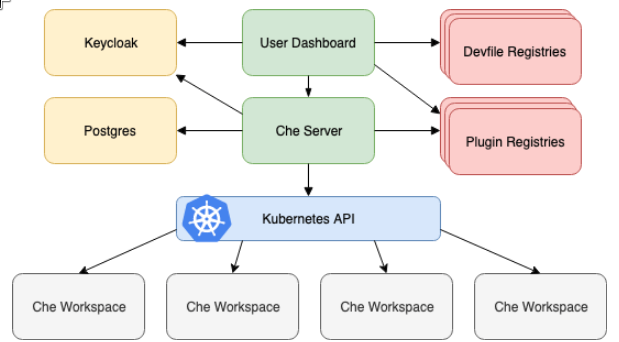 Keycloak
User Dashboard
Devfile Registries
Postgres
Che Server
Plugin Registries
Kubernetes API
Che Workspace
Che Workspace
Che Workspace
Che Workspace